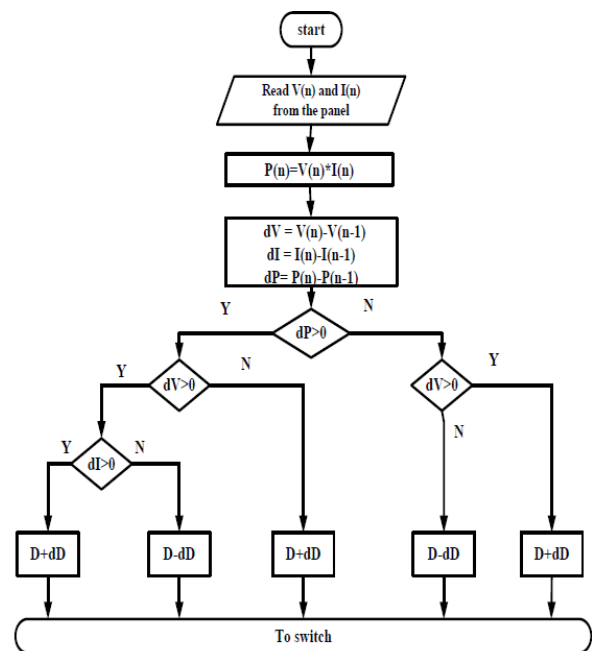 start
Read V(n) and I(n)
from the panel
P(n)=V(n)*I(n)
dV = V(n)-V(n-1)
dI = I(n)-I(n-1)
dP= P(n)-P(n-1)
Y
N
dP>0
Y
N
Y
dV>0
dV>0
N
Y
N
dI>0
D+dD
D-dD
D+dD
D-dD
D+dD
To switch